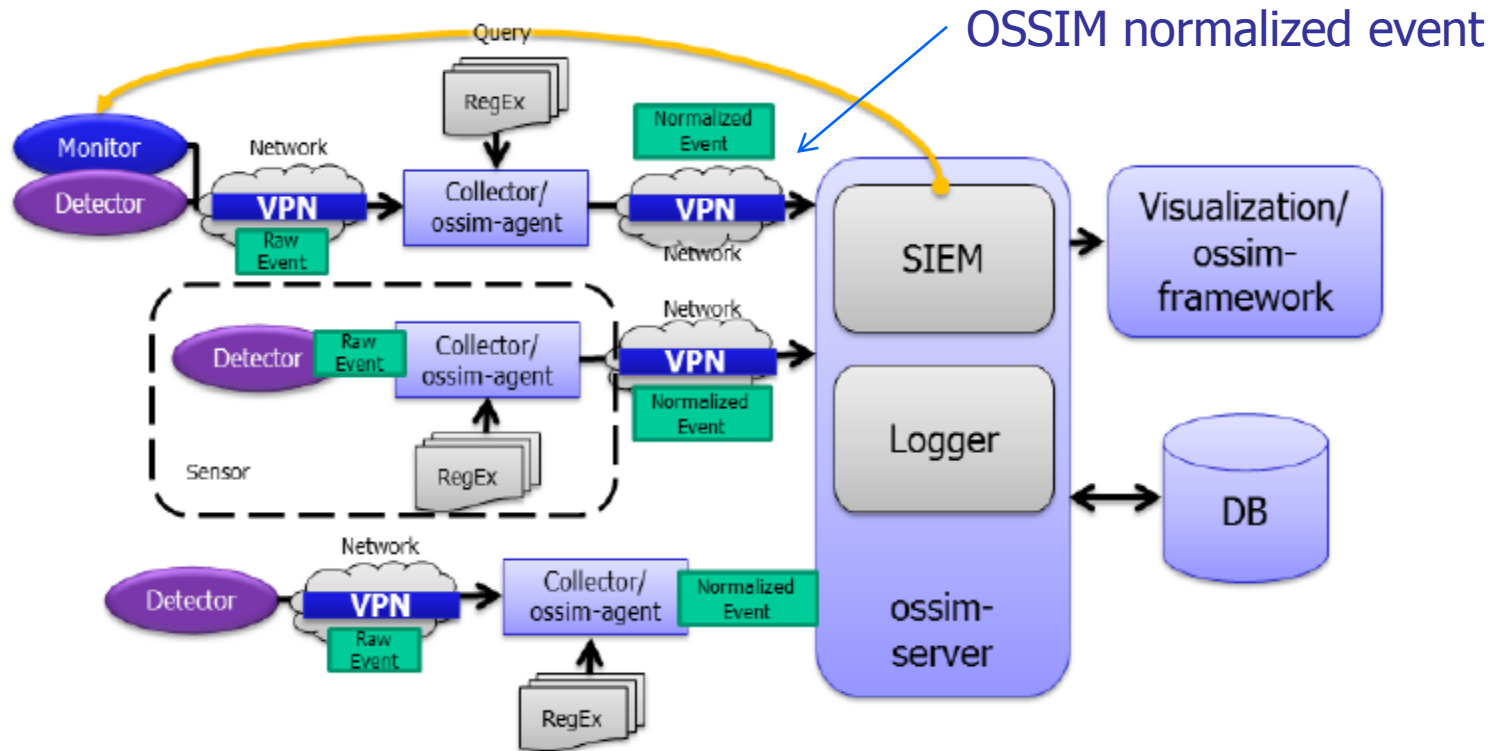 OSSIM normalized event
Query
RegEx
Normalized
Event
Monitor
Detector
Network
VPN
Raw
Event
Collector/
ossim-agent
VPN
Network
SIEM
Visualization/
ossim-
framework
Network
Detector
Raw
Event
Collector/
ossim-agent
VPN
Normalized
Event
Sensor
RegEx
Logger
DB
Network
Detector
VPN
Raw
Event
Collector/
ossim-agent
Normalized
Event
RegEx
ossim-
server